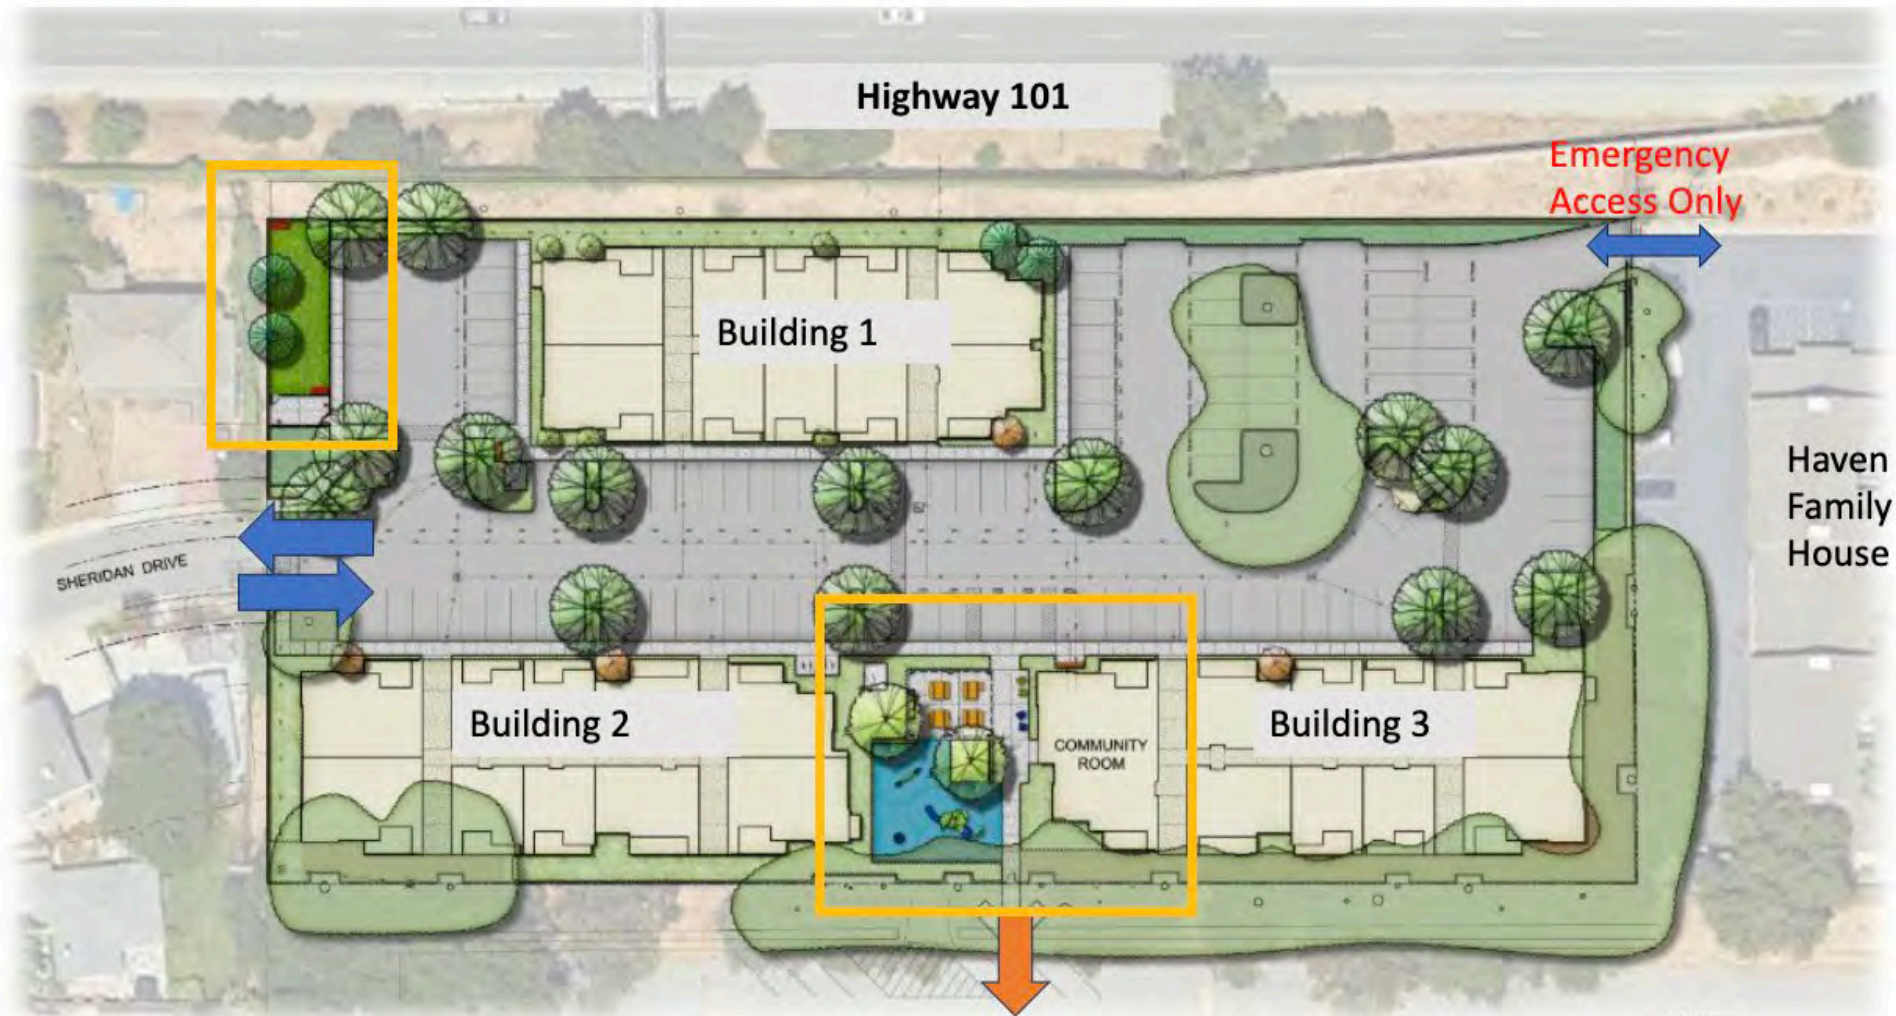 Highway 101
Emergency
Access Only
Building 1
Haven
Family
House
SHERIDAN DRIVE
Building 2
COMMUNITY
ROOM
Building 3